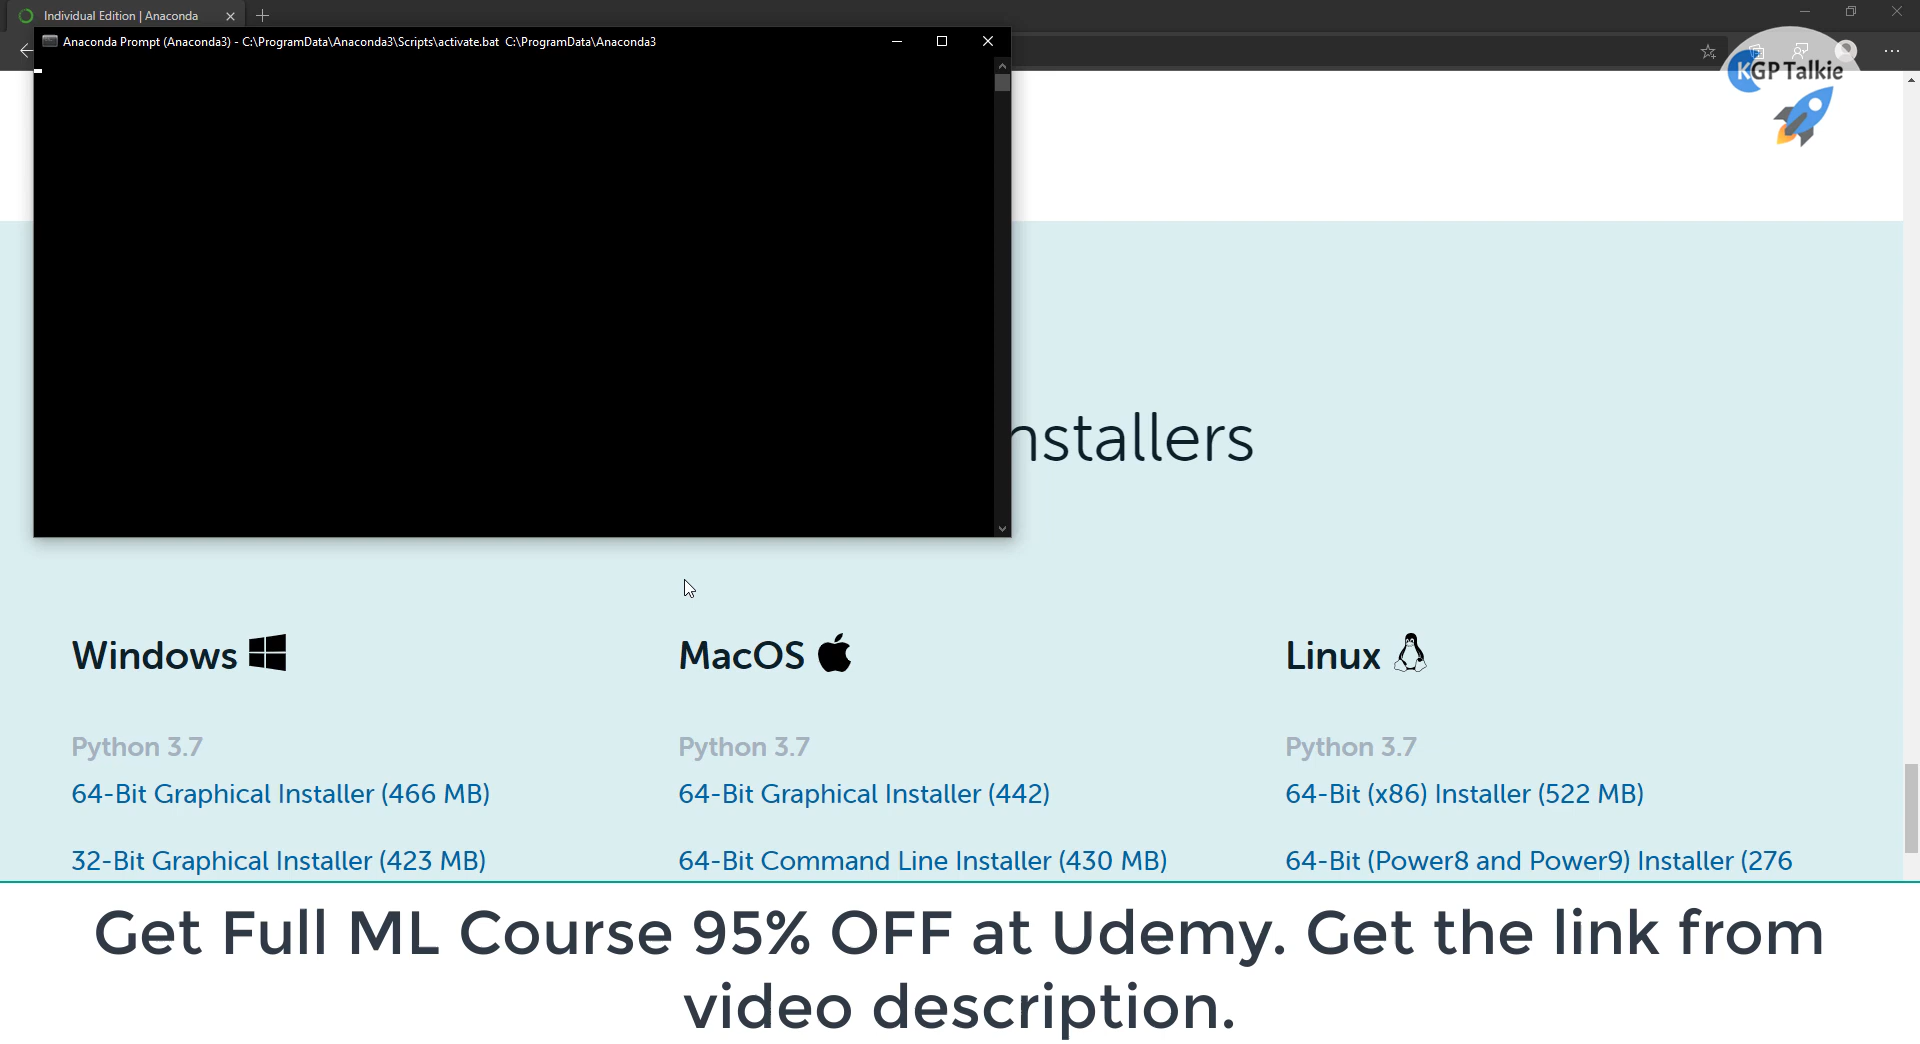 Individual Edition | Anaconda
Anaconda Prompt (Anaconda3) - C:\ProgramData\Anaconda3\Scripts\activate.bat C:\ProgramData\Anaconda3
KGP Talkie
nstallers
Windows
MacOS
Linux
Python 3.7
Python 3.7
Python 3.7
64-Bit Graphical Installer (466 MB)
64-Bit Graphical Installer (442)
64-Bit (x86) Installer (522 MB)
32-Bit Graphical Installer (423 MB)
64-Bit Command Line Installer (430 MB)
64-Bit (Power8 and Power9) Installer (276
Get Full ML Course 95% OFF at Udemy. Get the link from
video description.